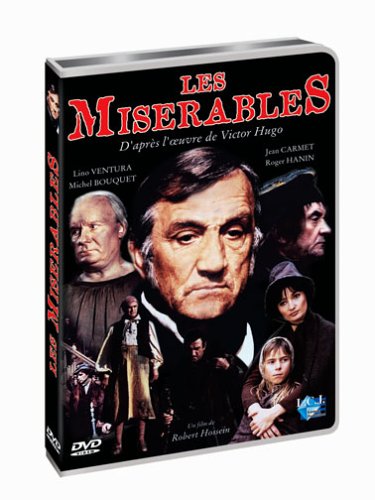 LES
MISERABLES
D'après l'œuvre de Victor Hugo
Lino VENTURA
Michel BOUQUET
Jean CARMET
Roger HANIN
Un film de
Robert Hossein
L.C.J.
LES MISERABLES
DVD
VIDEO